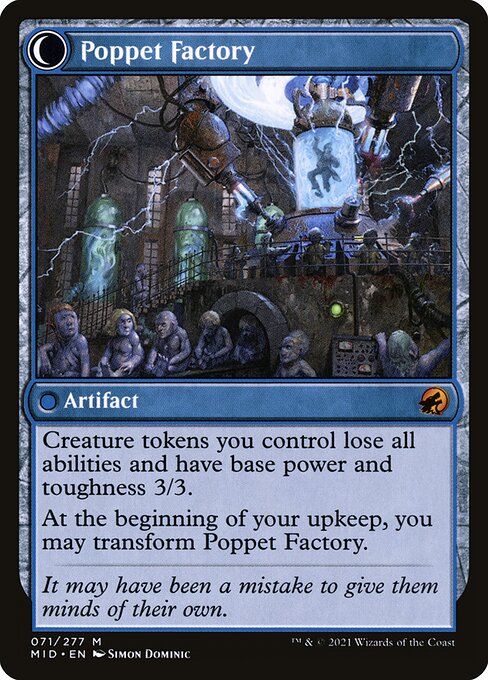 Poppet Factory
Artifact
Creature tokens you control lose all
abilities and have base power and
toughness 3/3.
At the beginning of your upkeep, you
may transform Poppet Factory.
It may have been a mistake to give them
minds of their own.
071/277 M
MID • EN Simon Dominic
™ & © 2021 Wizards of the Coast